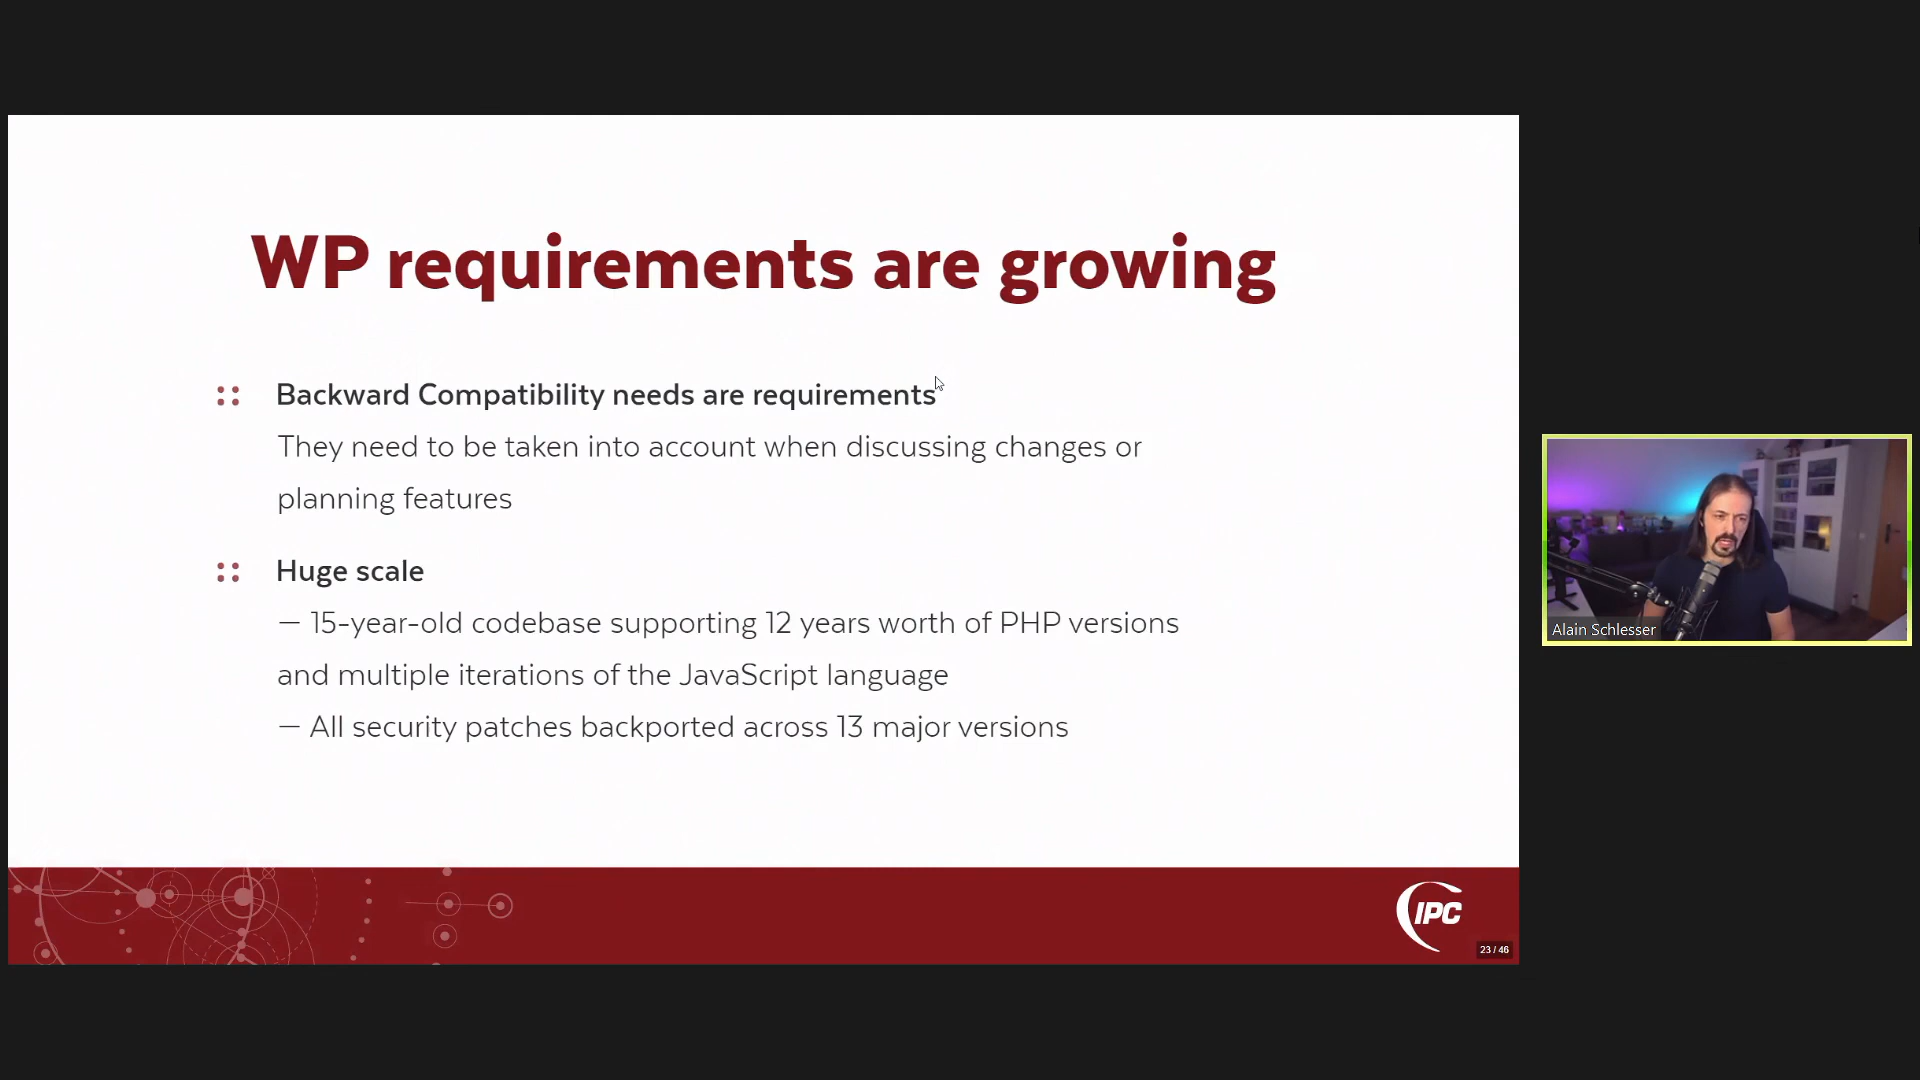 WP requirements are growing
Backward Compatibility needs are requirements
They need to be taken into account when discussing changes or
planning features
Huge scale
— 15-year-old codebase supporting 12 years worth of PHP versions
and multiple iterations of the JavaScript language
— All security patches backported across 13 major versions
IPC
23 / 46
Alain Schlesser